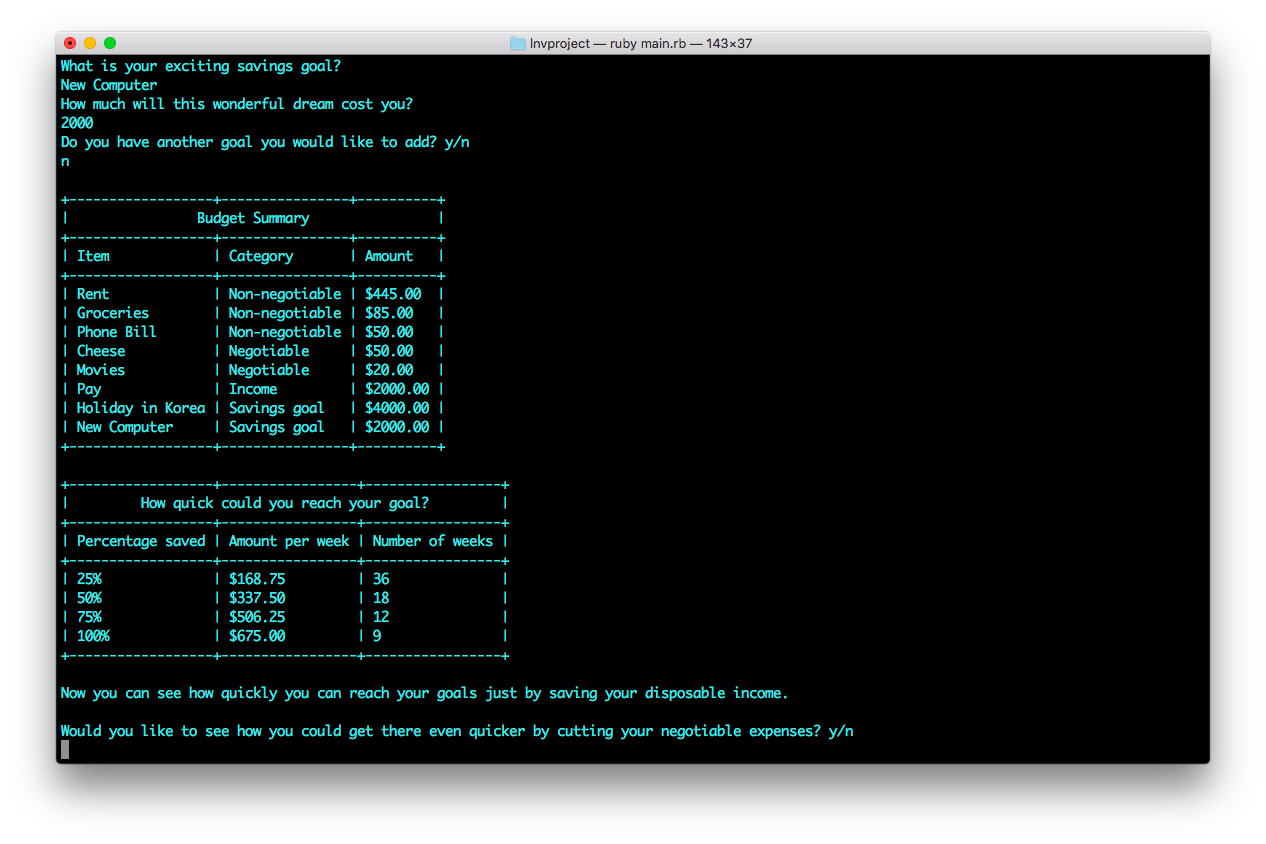 lnvproject — ruby main.rb — 143×37
What is your exciting savings goal?
New Computer
How much will this wonderful dream cost you?
2000
Do you have another goal you would like to add? y/n
n
+------------------+----------------+----------+
|                Budget Summary                |
+------------------+----------------+----------+
| Item             | Category       | Amount   |
+------------------+----------------+----------+
| Rent             | Non-negotiable | $445.00  |
| Groceries        | Non-negotiable | $85.00   |
| Phone Bill       | Non-negotiable | $50.00   |
| Cheese           | Negotiable     | $50.00   |
| Movies           | Negotiable     | $20.00   |
| Pay              | Income         | $2000.00 |
| Holiday in Korea | Savings goal   | $4000.00 |
| New Computer     | Savings goal   | $2000.00 |
+------------------+----------------+----------+
+------------------+-----------------+-----------------+
|         How quick could you reach your goal?         |
+------------------+-----------------+-----------------+
| Percentage saved | Amount per week | Number of weeks |
+------------------+-----------------+-----------------+
| 25%              | $168.75         | 36              |
| 50%              | $337.50         | 18              |
| 75%              | $506.25         | 12              |
| 100%             | $675.00         | 9               |
+------------------+-----------------+-----------------+
Now you can see how quickly you can reach your goals just by saving your disposable income.
Would you like to see how you could get there even quicker by cutting your negotiable expenses? y/n